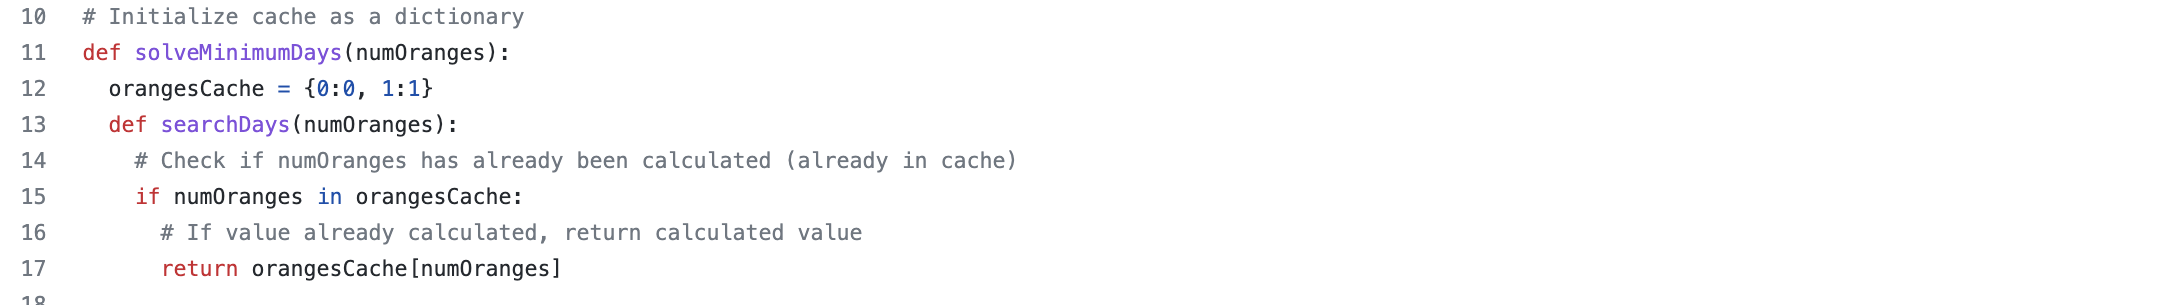 10 # Initialize cache as a dictionary
11 def solveMinimumDays(numOranges):
12 orangesCache = {0:0, 1:1}
13 def searchDays(numOranges):
14 # Check if numOranges has already been calculated (already in cache)
15 if numOranges in orangesCache:
16 # If value already calculated, return calculated value
17 return orangesCache[numOranges]
18